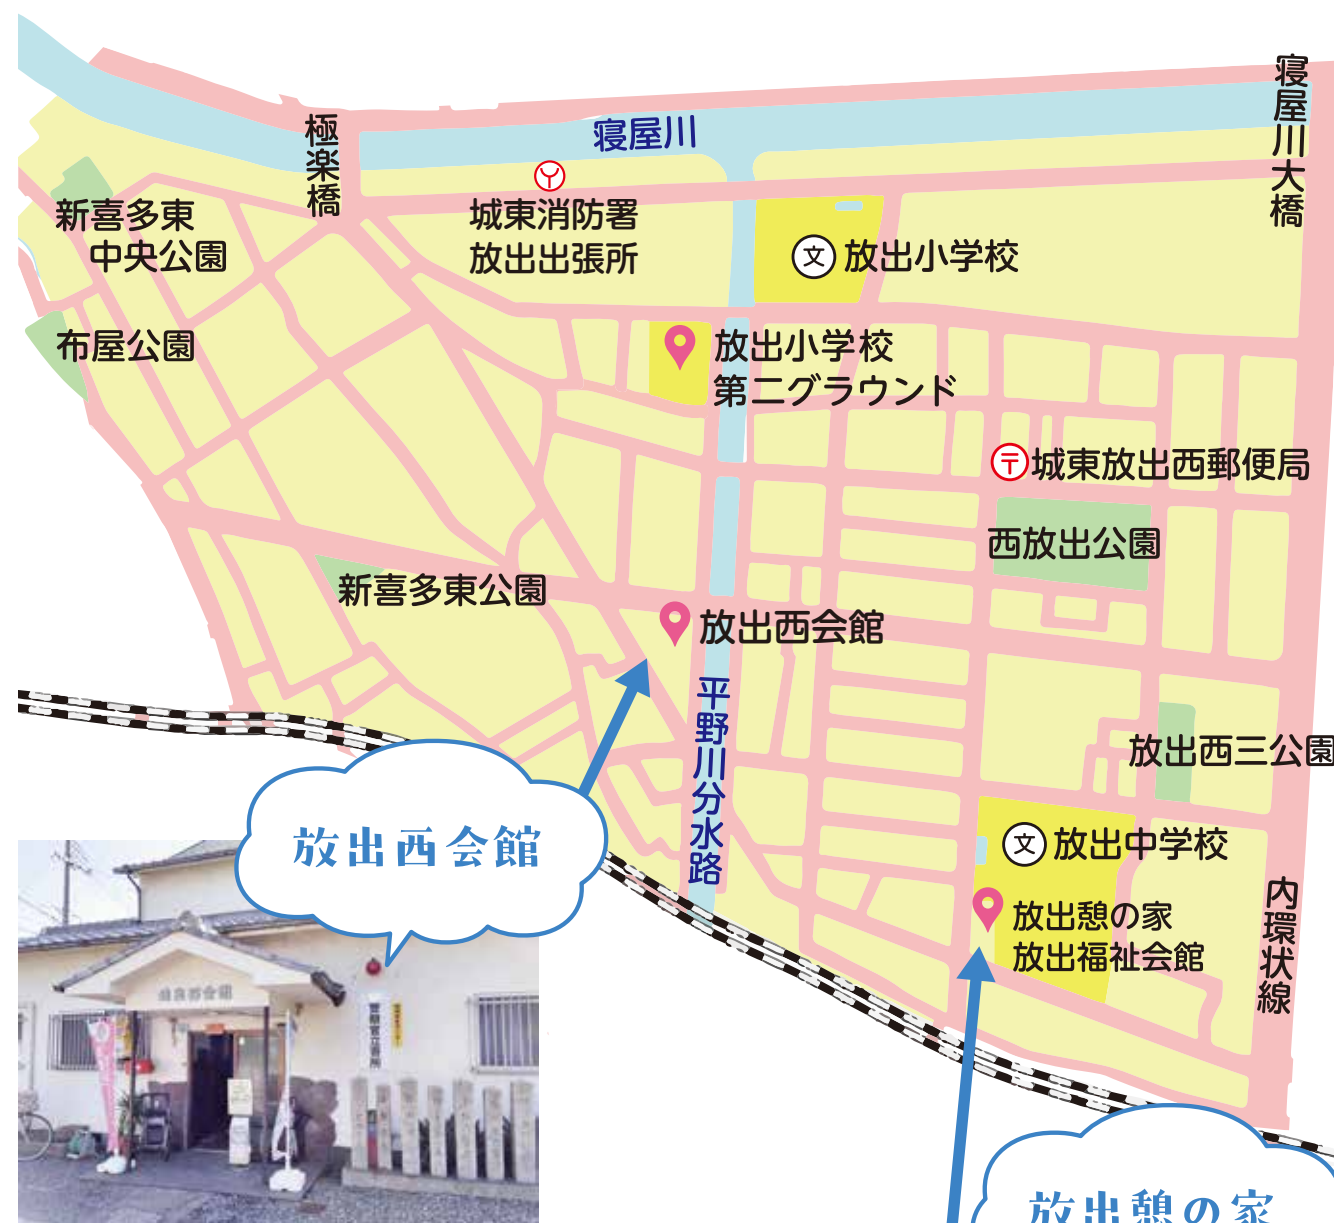 寝屋川大橋
極楽橋
寝屋川
城東消防署
放出出張所
文
放出小学校
新喜多東
中央公園
布屋公園
放出小学校
第二グラウンド
〒
城東放出西郵便局
西放出公園
新喜多東公園
放出西会館
平野川分水路
放出西三公園
文
放出中学校
放出憩の家
放出福祉会館
内環状線
放出西会館
放出憩の家